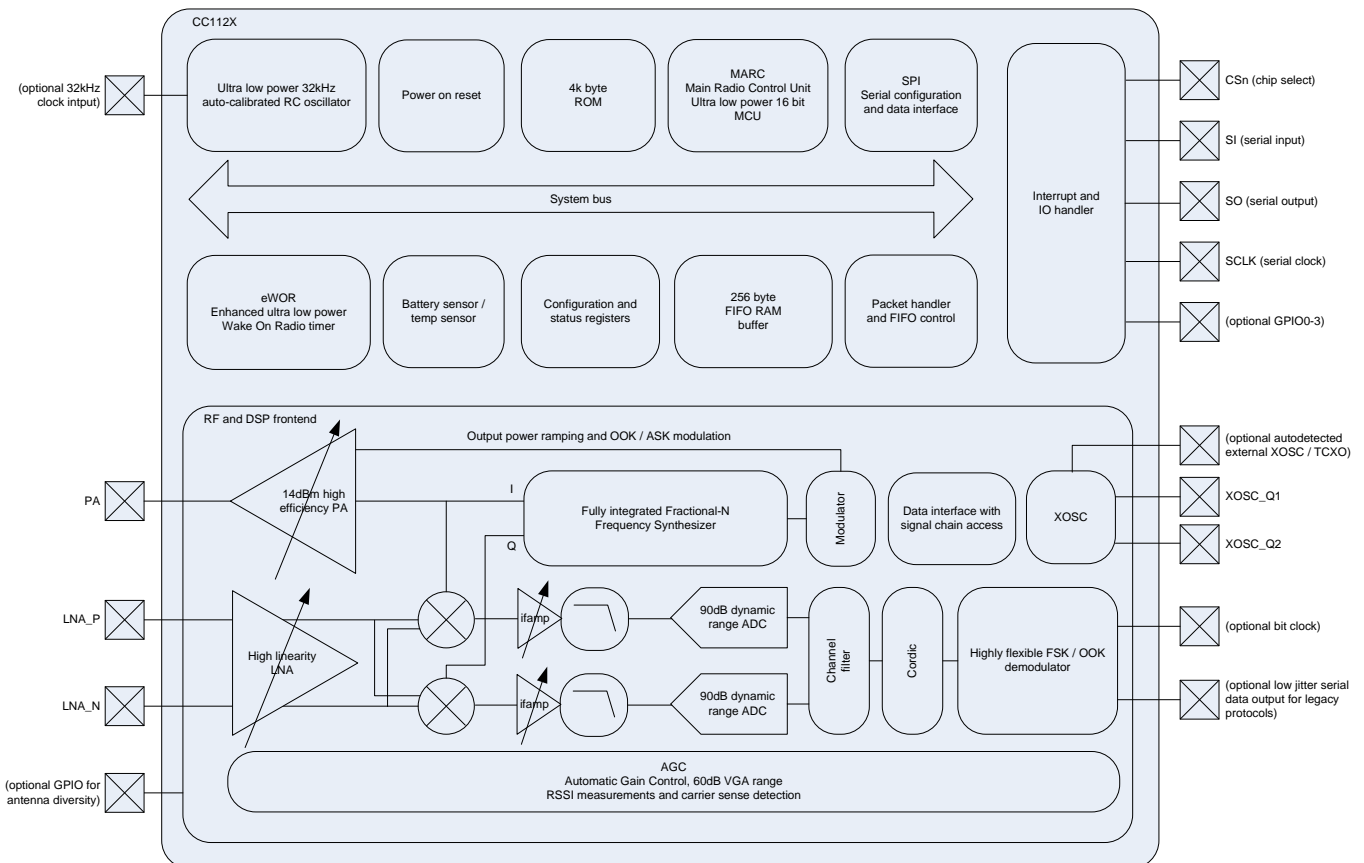 CC112X
(optional 32kHz
clock intput)
Ultra low power 32kHz
auto-calibrated RC oscillator
Power on reset
4k byte
ROM
MARC
Main Radio Control Unit
Ultra low power 16 bit
MCU
SPI
Serial configuration
and data interface
Interrupt and
IO handler
CSn (chip select)
SI (serial input)
SO (serial output)
SCLK (serial clock)
(optional GPIO0-3)
System bus
eWOR
Enhanced ultra low power
Wake On Radio timer
Battery sensor /
temp sensor
Configuration and
status registers
256 byte
FIFO RAM
buffer
Packet handler
and FIFO control
RF and DSP frontend
Output power ramping and OOK / ASK modulation
(optional autodetected
external XOSC / TCXO)
PA
14dBm high
efficiency PA
I
Q
Fully integrated Fractional-N
Frequency Synthesizer
Modulator
Data interface with
signal chain access
XOSC
XOSC_Q1
XOSC_Q2
LNA_P
LNA_N
High linearity
LNA
ifamp
90dB dynamic
range ADC
ifamp
90dB dynamic
range ADC
Channel
filter
Cordic
Highly flexible FSK / OOK
demodulator
(optional bit clock)
(optional low jitter serial
data output for legacy
protocols)
(optional GPIO for
antenna diversity)
AGC
Automatic Gain Control, 60dB VGA range
RSSI measurements and carrier sense detection